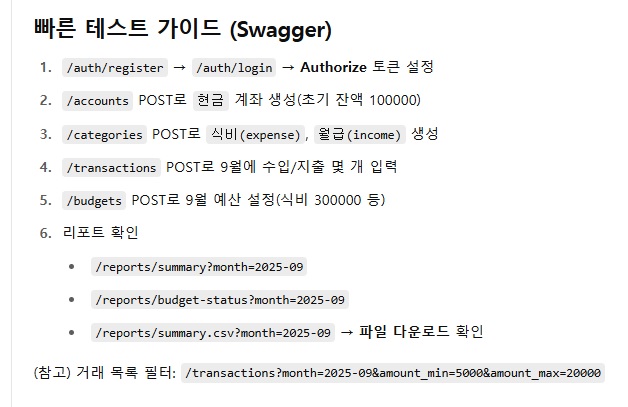 빠른 테스트 가이드 (Swagger)
1. /auth/register → /auth/login → Authorize 토큰 설정
2. /accounts POST로 현금 계좌 생성(초기 잔액 100000)
3. /categories POST로 식비(expense), 월급(income) 생성
4. /transactions POST로 9월에 수입/지출 몇 개 입력
5. /budgets POST로 9월 예산 설정(식비 300000 등)
6. 리포트 확인
• /reports/summary?month=2025-09
• /reports/budget-status?month=2025-09
• /reports/summary.csv?month=2025-09 → 파일 다운로드 확인
(참고) 거래 목록 필터: /transactions?month=2025-09&amount_min=5000&amount_max=20000